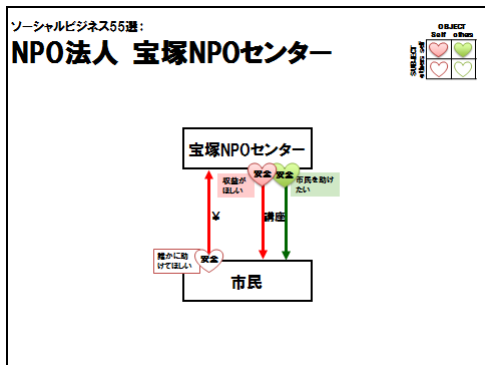 ソーシャルビジネス55選:
NPO法人 宝塚NPOセンター
OBJECT
Self others
SUBJECT
others self
宝塚NPOセンター
収益が
ほしい
安全
安全
市民を助け
たい
¥
講座
誰かに助
けてほしい
安全
市民